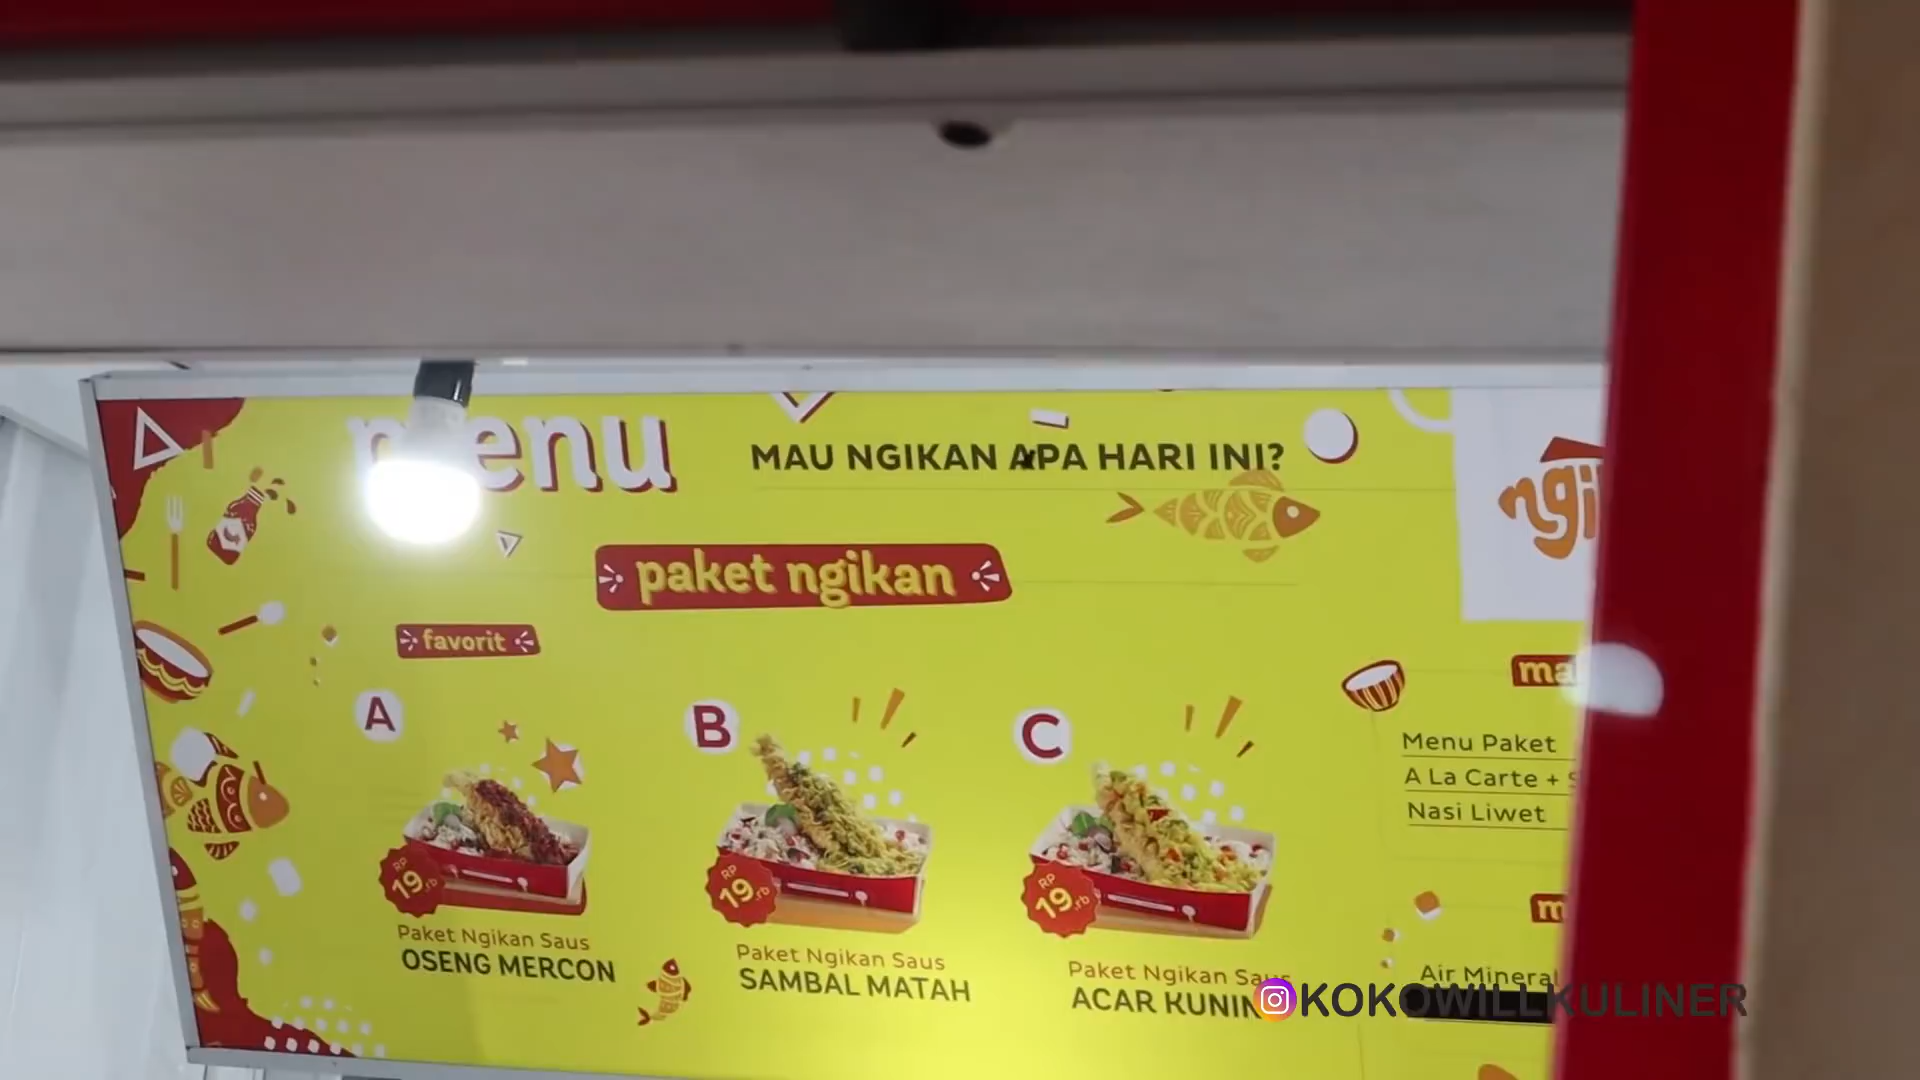 menu
MAU NGIKAN APA HARI INI?
paket ngikan
favorit
A
RP
19.rb
Paket Ngikan Saus
OSENG MERCON
B
RP
19.rb
Paket Ngikan Saus
SAMBAL MATAH
C
RP
19.rb
Paket Ngikan Saus
ACAR KUNIN
Menu Paket
A La Carte +
Nasi Liwet
Air Mineral
KOKOWILLKULINER